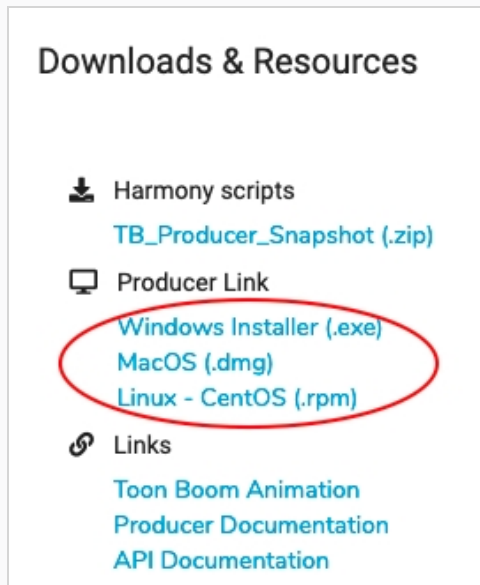 Downloads & Resources
Harmony scripts
TB_Producer_Snapshot (.zip)
Producer Link
Windows Installer (.exe)
MacOS (.dmg)
Linux - CentOS (.rpm)
Links
Toon Boom Animation
Producer Documentation
API Documentation